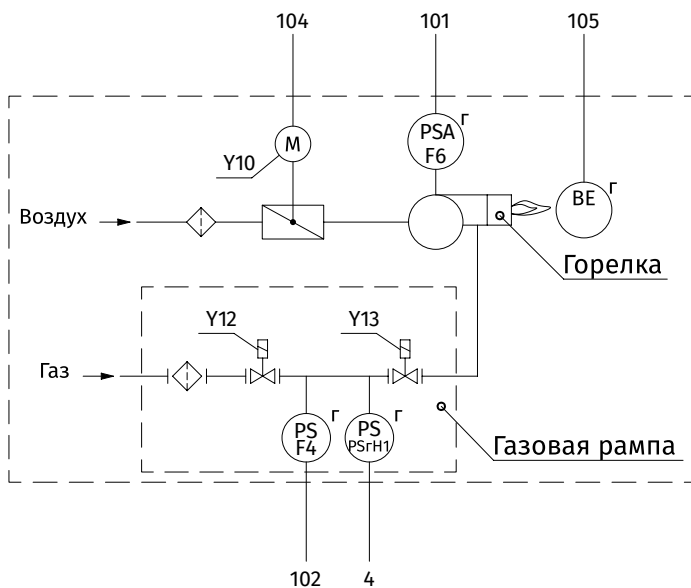 104
101
105
PSA
F6
г
M
Y10
BE
г
Воздух
Горелка
Y12
Y13
Газ
PS
F4
г
PS
PSгН1
г
Газовая рампа
102
4